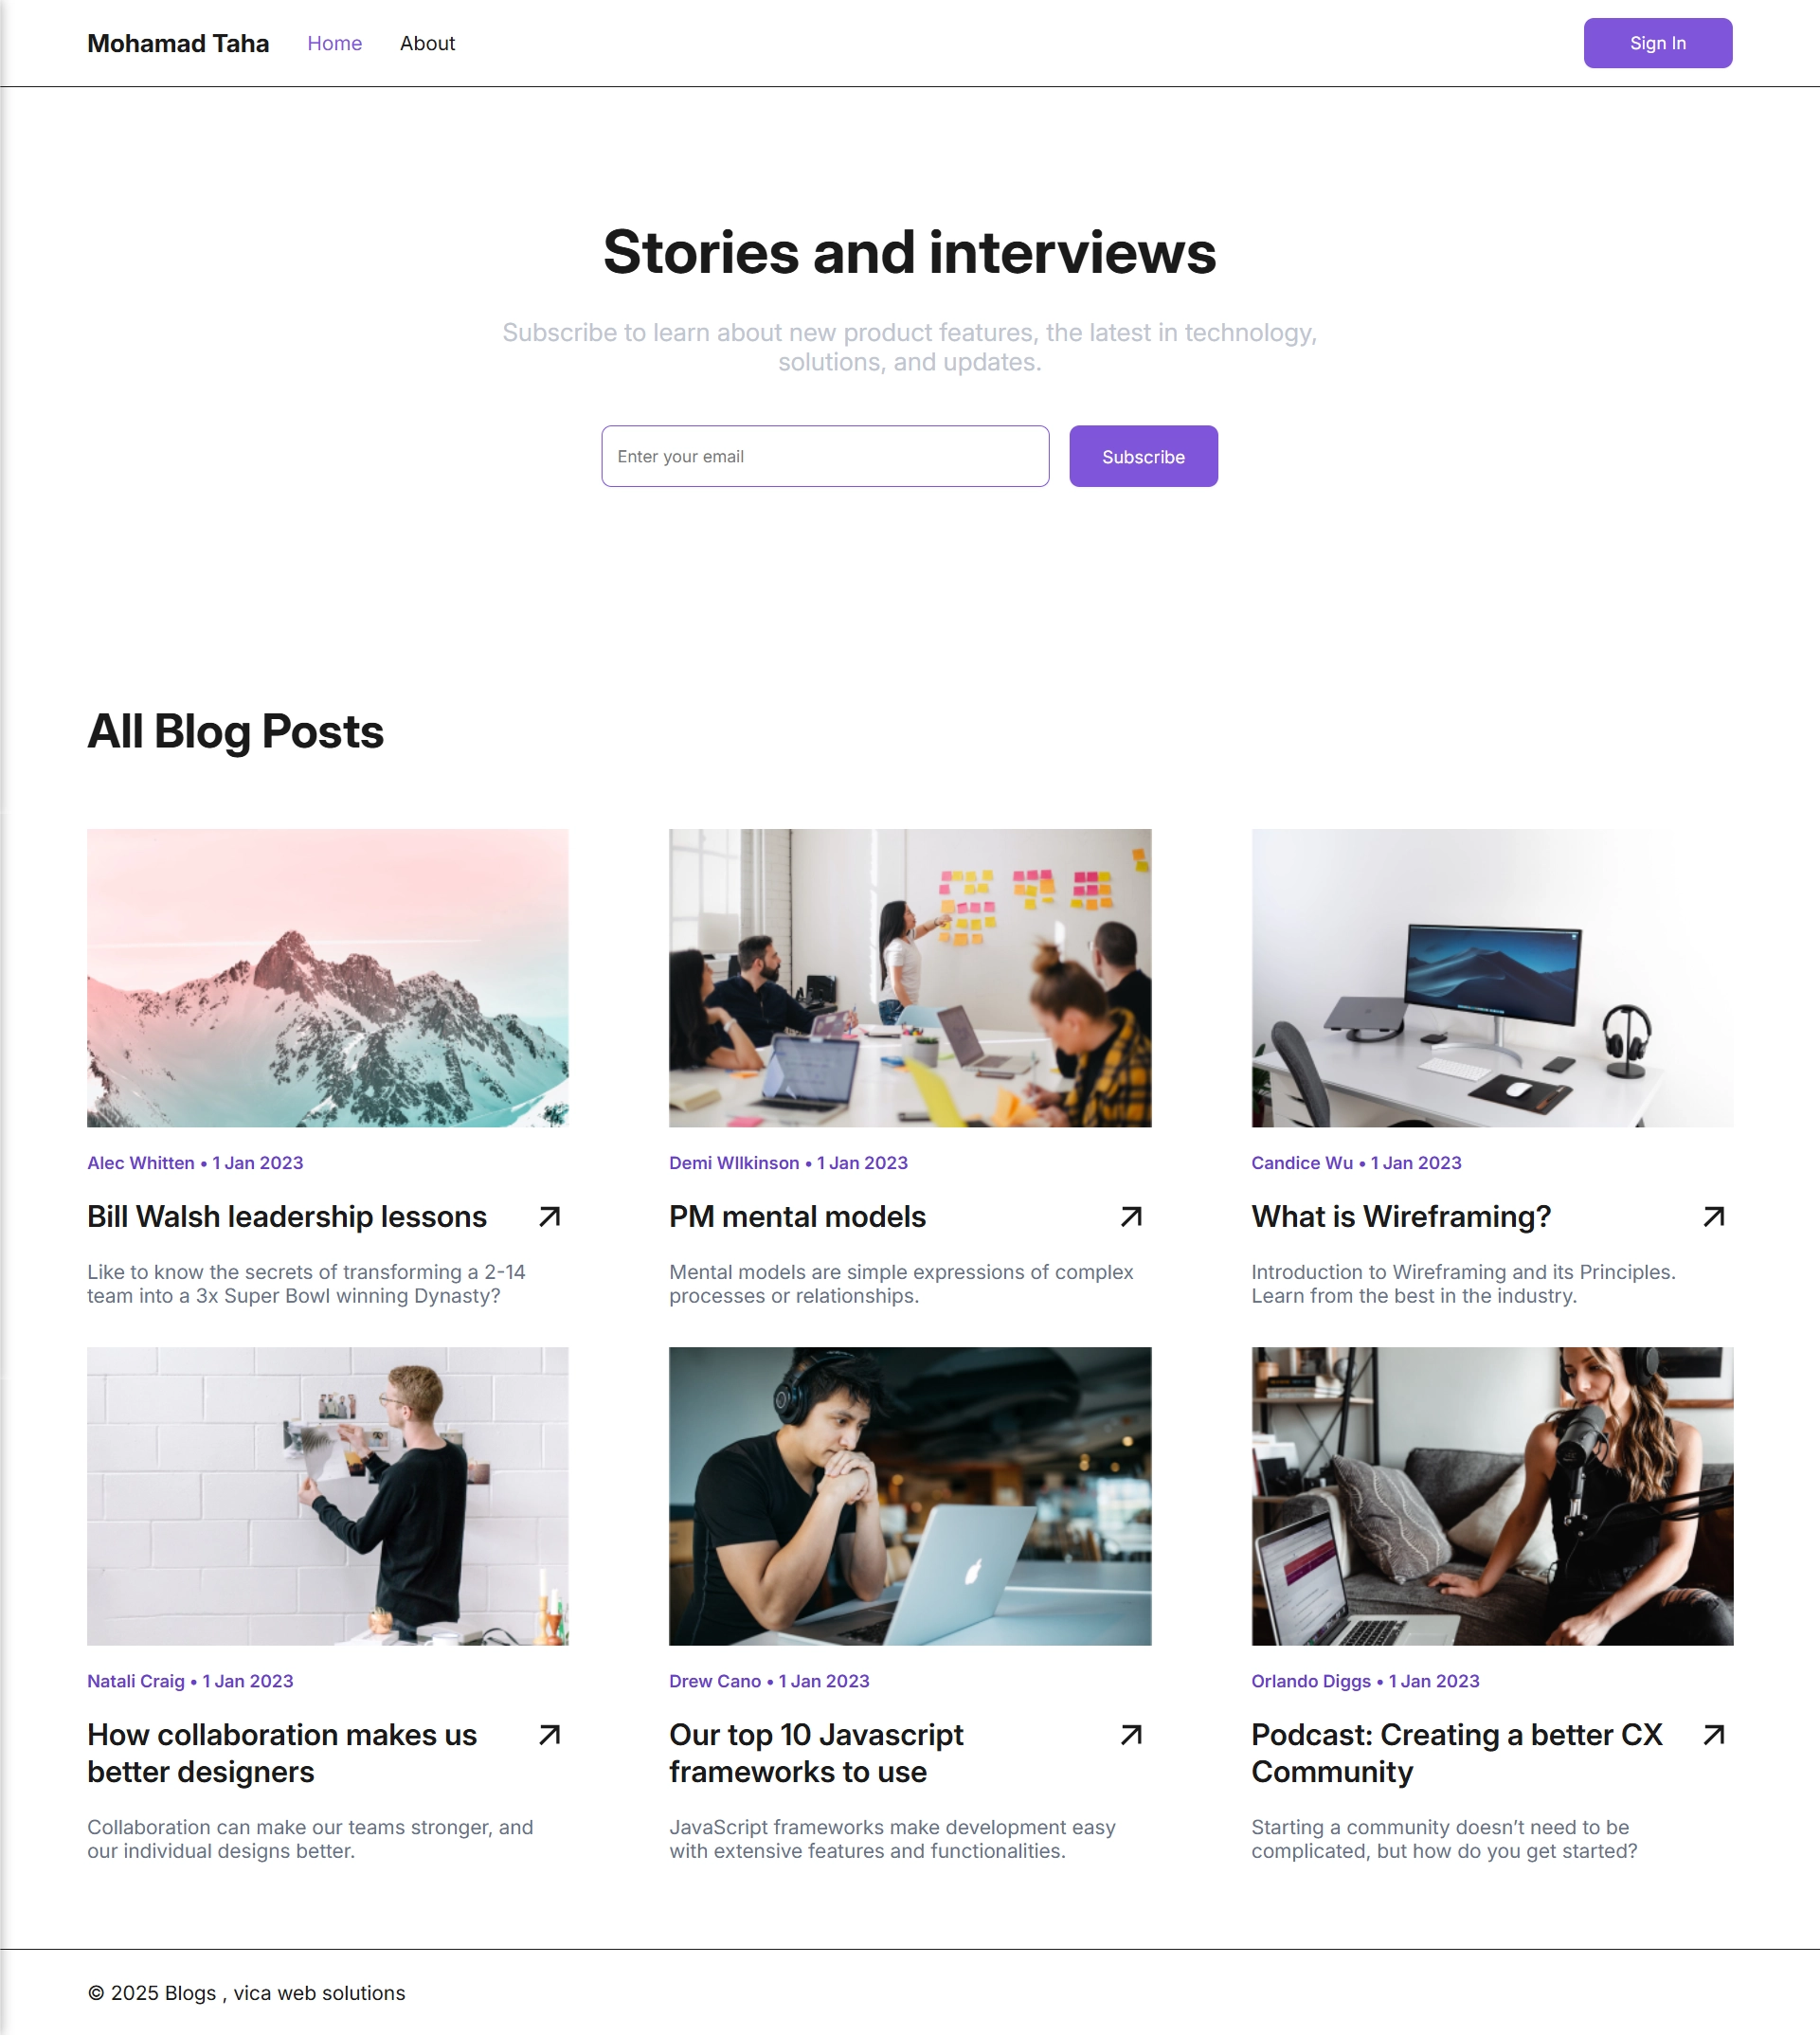 Mohamad Taha Home About Sign In
Stories and interviews
Subscribe to learn about new product features, the latest in technology,
solutions, and updates.
Enter your email Subscribe
All Blog Posts
Alec Whitten • 1 Jan 2023
Bill Walsh leadership lessons
Like to know the secrets of transforming a 2-14
team into a 3x Super Bowl winning Dynasty?
Demi WIlkinson • 1 Jan 2023
PM mental models
Mental models are simple expressions of complex
processes or relationships.
Candice Wu • 1 Jan 2023
What is Wireframing?
Introduction to Wireframing and its Principles.
Learn from the best in the industry.
Natali Craig • 1 Jan 2023
How collaboration makes us
better designers
Collaboration can make our teams stronger, and
our individual designs better.
Drew Cano • 1 Jan 2023
Our top 10 Javascript
frameworks to use
JavaScript frameworks make development easy
with extensive features and functionalities.
Orlando Diggs • 1 Jan 2023
Podcast: Creating a better CX
Community
Starting a community doesn’t need to be
complicated, but how do you get started?
© 2025 Blogs , vica web solutions